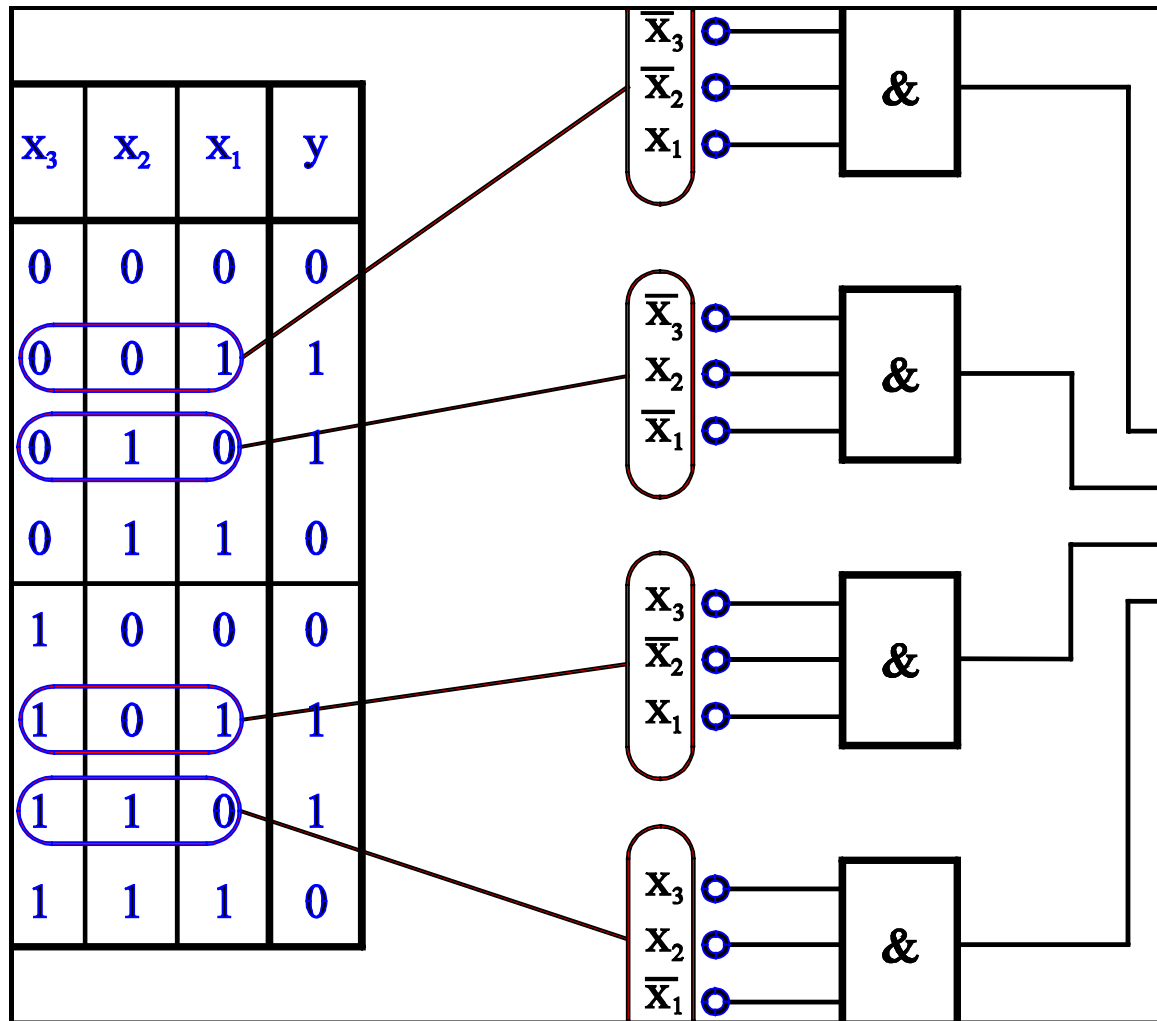 x₃ x₂ x₁ y
0 0 0 0
0 0 1 1
0 1 0 1
0 1 1 0
1 0 0 0
1 0 1 1
1 1 0 1
1 1 1 0
x̅₃
x̅₂ &
x₁
x̅₃
x₂ &
x̅₁
x₃
x̅₂ &
x₁
x₃
x₂ &
x̅₁